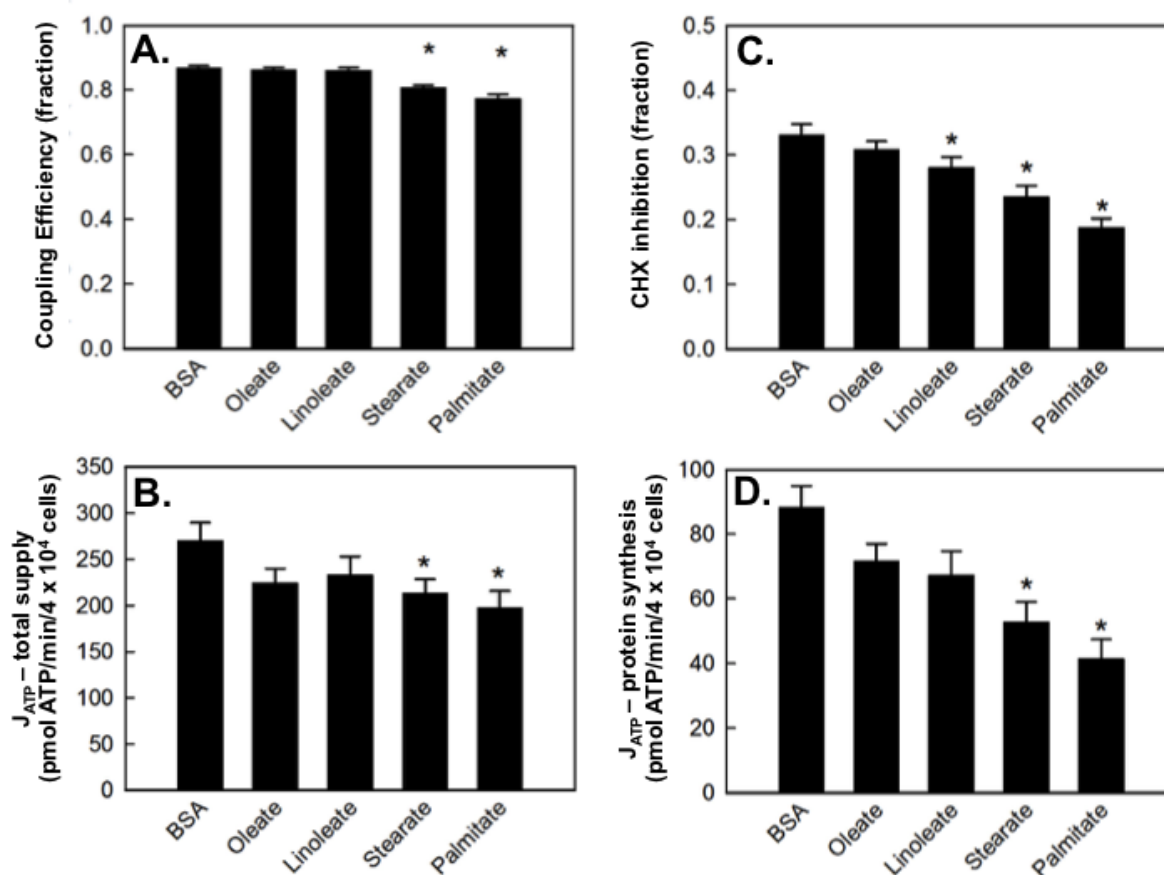 A.
Coupling Efficiency (fraction)
1.0
0.8
0.6
0.4
0.2
0.0
*
*
BSA
Oleate
Linoleate
Stearate
Palmitate
C.
CHX inhibition (fraction)
0.5
0.4
0.3
0.2
0.1
0.0
*
*
*
BSA
Oleate
Linoleate
Stearate
Palmitate
B.
JATP – total supply
(pmol ATP/min/4 x 10⁴ cells)
350
300
250
200
150
100
50
0
*
*
BSA
Oleate
Linoleate
Stearate
Palmitate
D.
JATP – protein synthesis
(pmol ATP/min/4 x 10⁴ cells)
100
80
60
40
20
0
*
*
BSA
Oleate
Linoleate
Stearate
Palmitate